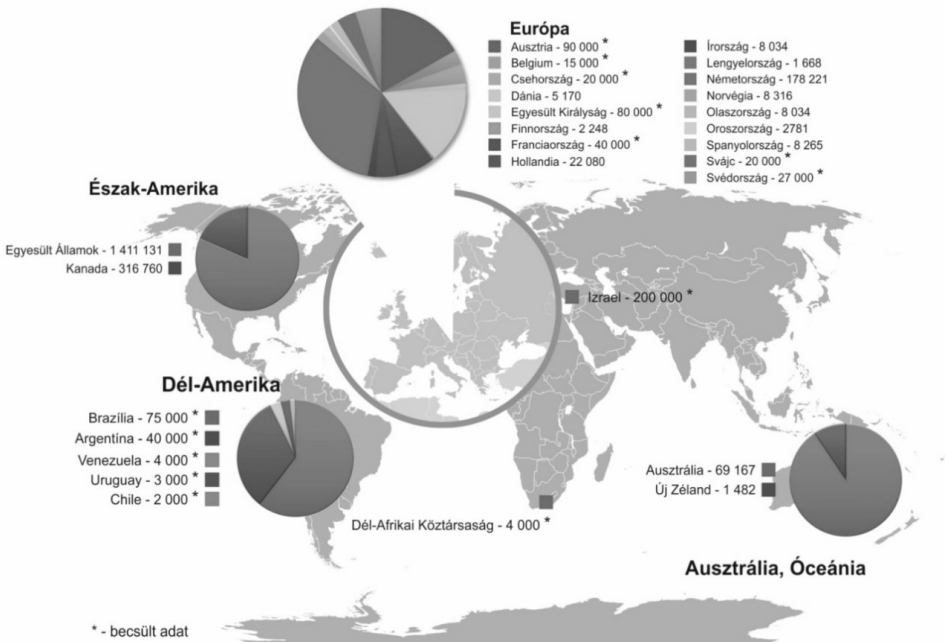 Európa
Ausztria - 90 000 *
Belgium - 15 000 *
Csehország - 20 000 *
Dánia - 5 170
Egyesült Királyság - 80 000 *
Finnország - 2 248
Franciaország - 40 000 *
Hollandia - 22 080
Írország - 8 034
Lengyelország - 1 668
Németország - 178 221
Norvégia - 8 316
Olaszország - 8 034
Oroszország - 2781
Spanyolország - 8 265
Svájc - 20 000 *
Svédország - 27 000 *
Észak-Amerika
Egyesült Államok - 1 411 131
Kanada - 316 760
Izrael - 200 000 *
Dél-Amerika
Brazília - 75 000 *
Argentína - 40 000 *
Venezuela - 4 000 *
Uruguay - 3 000 *
Chile - 2 000 *
Dél-Afrikai Köztársaság - 4 000 *
Ausztrália - 69 167
Új Zéland - 1 482
Ausztrália, Óceánia
* - becsült adat